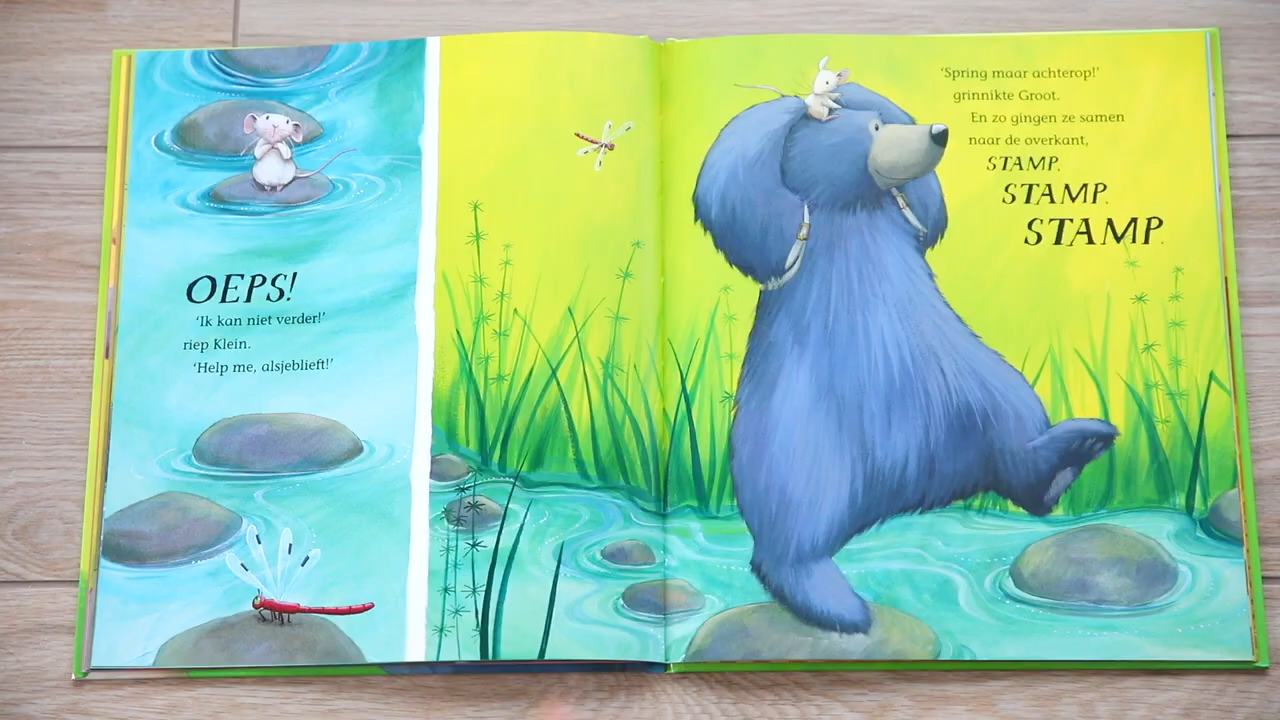 OEPS!
‘Ik kan niet verder!’
riep Klein.
‘Help me, alsjeblieft!’
‘Spring maar achterop!’
grinnikte Groot.
En zo gingen ze samen
naar de overkant,
STAMP.
STAMP.
STAMP.